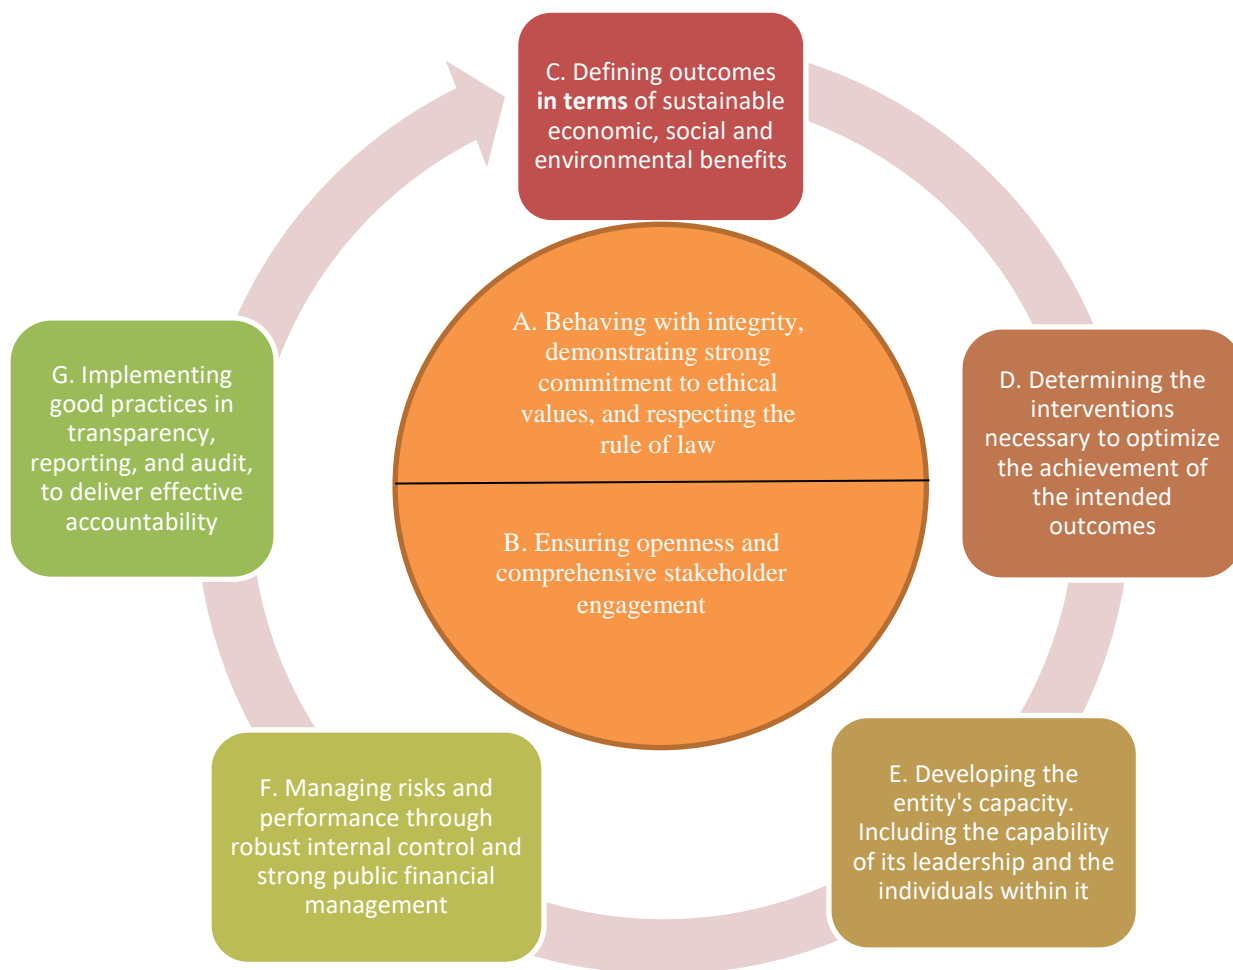 C. Defining outcomes
in terms of sustainable
economic, social and
environmental benefits
A. Behaving with integrity,
demonstrating strong
commitment to ethical
values, and respecting the
rule of law
B. Ensuring openness and
comprehensive stakeholder
engagement
D. Determining the
interventions
necessary to optimize
the achievement of
the intended
outcomes
E. Developing the
entity's capacity.
Including the capability
of its leadership and the
individuals within it
F. Managing risks and
performance through
robust internal control and
strong public financial
management
G. Implementing
good practices in
transparency,
reporting, and audit,
to deliver effective
accountability